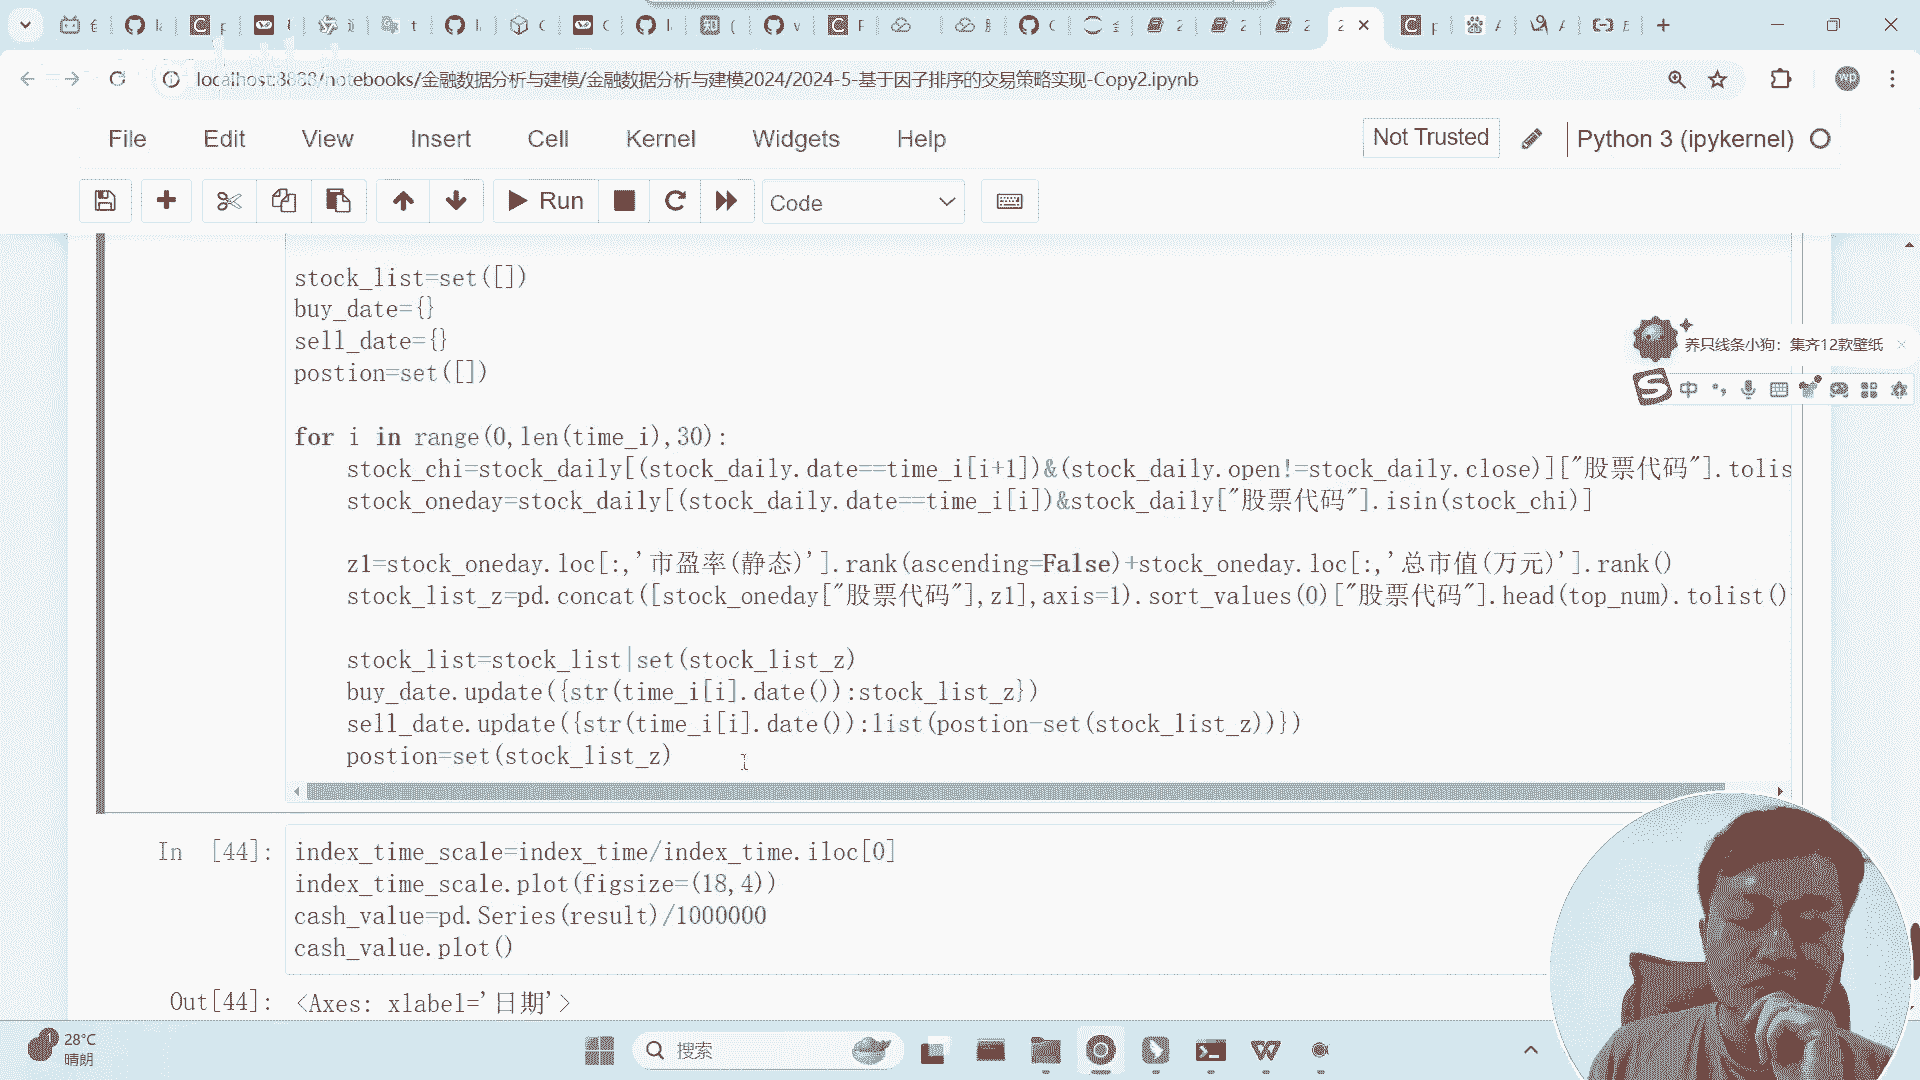 localhost:8888/notebooks/金融数据分析与建模/金融数据分析与建模2024/2024-5-基于因子排序的交易策略实现-Copy2.ipynb
wp
File Edit View Insert Cell Kernel Widgets Help
Not Trusted
Python 3 (ipykernel)
Run
Code
stock_list=set([])
buy_date={}
sell_date={}
postion=set([])
for i in range(0,len(time_i),30):
stock_chi=stock_daily[(stock_daily.date==time_i[i+1])&(stock_daily.open!=stock_daily.close)]["股票代码"].tolis
stock_oneday=stock_daily[(stock_daily.date==time_i[i])&stock_daily["股票代码"].isin(stock_chi)]
z1=stock_oneday.loc[:,'市盈率(静态)'].rank(ascending=False)+stock_oneday.loc[:,'总市值(万元)'].rank()
stock_list_z=pd.concat([stock_oneday["股票代码"],z1],axis=1).sort_values(0)["股票代码"].head(top_num).tolist()
stock_list=stock_list|set(stock_list_z)
buy_date.update({str(time_i[i].date()):stock_list_z})
sell_date.update({str(time_i[i].date()):list(postion-set(stock_list_z))})
postion=set(stock_list_z)
养只线条小狗：集齐12款壁纸
中
In [44]:
index_time_scale=index_time/index_time.iloc[0]
index_time_scale.plot(figsize=(18,4))
cash_value=pd.Series(result)/1000000
cash_value.plot()
Out[44]: <Axes: xlabel='日期'>
28°C
晴朗
搜索